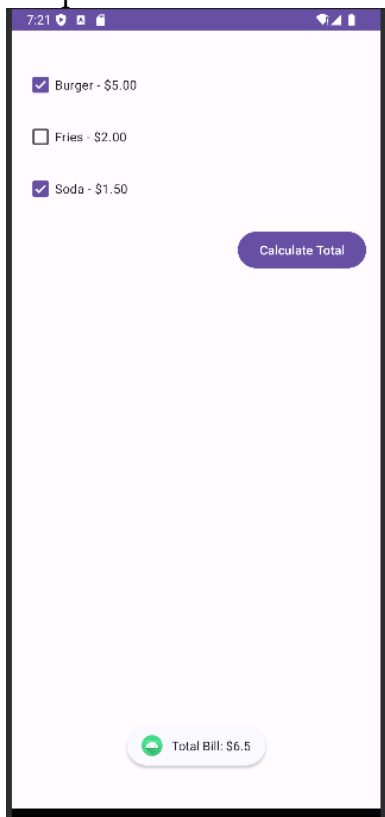 7:21
Burger - $5.00
Fries - $2.00
Soda - $1.50
Calculate Total
Total Bill: $6.5